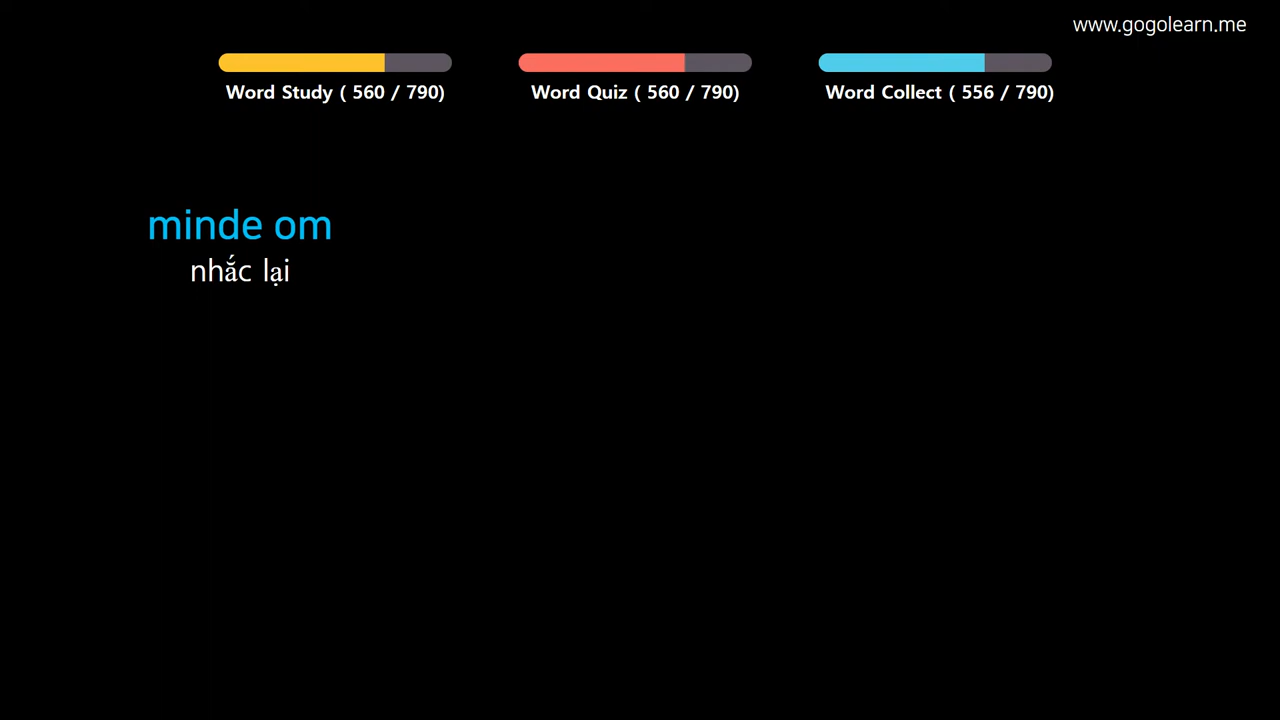 www.gogolearn.me
Word Study ( 560 / 790)
Word Quiz ( 560 / 790)
Word Collect ( 556 / 790)
minde om
nhắc lại